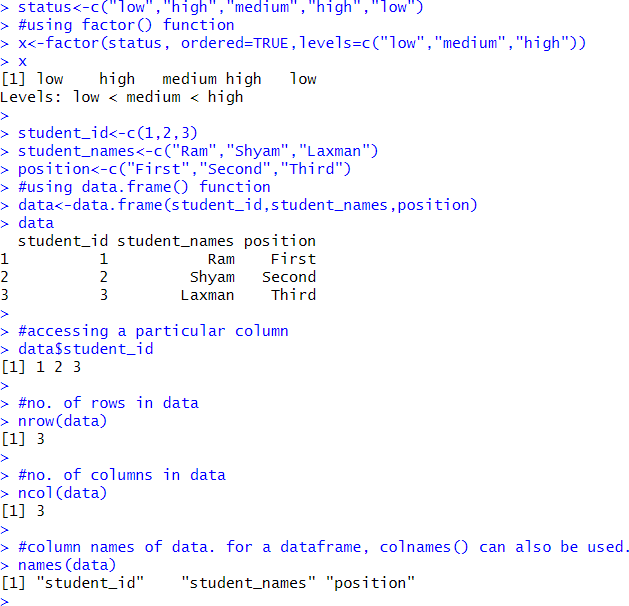 > status<-c("low","high","medium","high","low")
> #using factor() function
> x<-factor(status, ordered=TRUE,levels=c("low","medium","high"))
> x
[1] low    high   medium high   low
Levels: low < medium < high
>
> student_id<-c(1,2,3)
> student_names<-c("Ram","Shyam","Laxman")
> position<-c("First","Second","Third")
> #using data.frame() function
> data<-data.frame(student_id,student_names,position)
> data
  student_id student_names position
1          1           Ram    First
2          2         Shyam   Second
3          3        Laxman    Third
>
> #accessing a particular column
> data$student_id
[1] 1 2 3
>
> #no. of rows in data
> nrow(data)
[1] 3
>
> #no. of columns in data
> ncol(data)
[1] 3
>
> #column names of data. for a dataframe, colnames() can also be used.
> names(data)
[1] "student_id"    "student_names" "position"
>